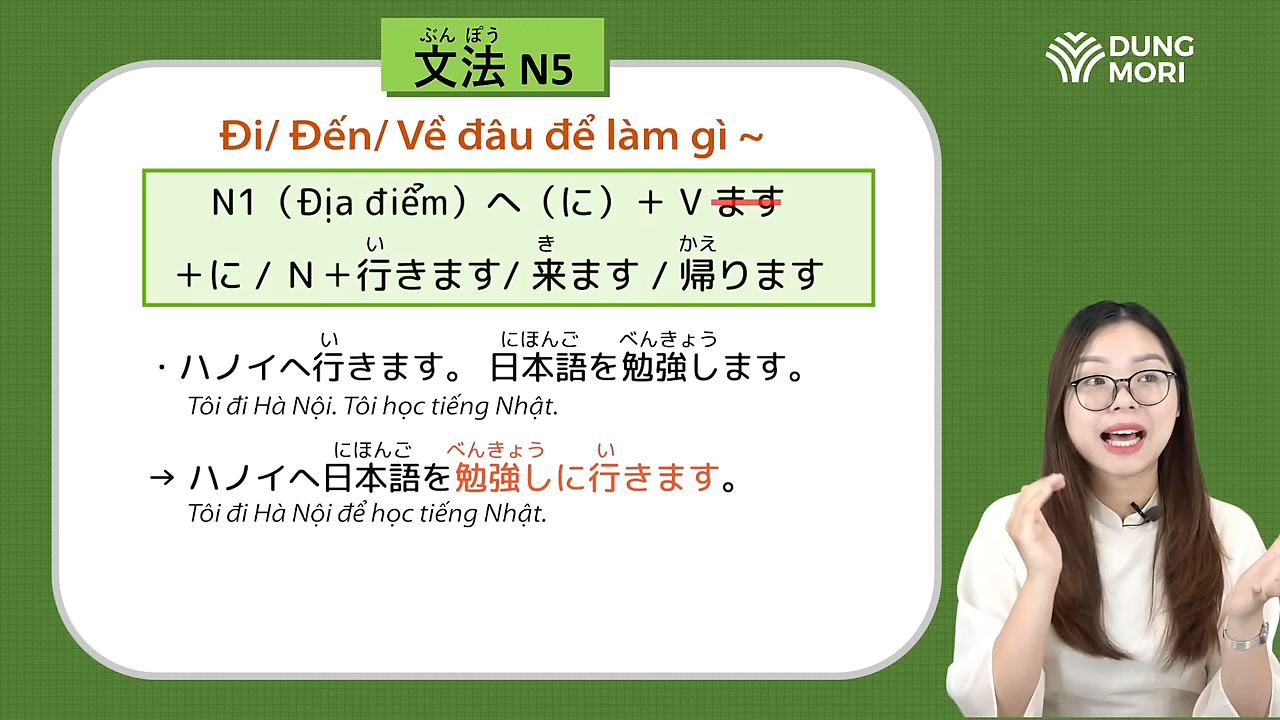 ぶん ぽう
文法 N5
DUNG
MORI
Đi/ Đến/ Về đâu để làm gì ~
N1（Địa điểm）へ（に）＋ V ます
い き かえ
＋に / N＋行きます/ 来ます / 帰ります
い にほんご べんきょう
・ハノイへ行きます。 日本語を勉強します。
Tôi đi Hà Nội. Tôi học tiếng Nhật.
にほんご べんきょう い
→ ハノイへ日本語を勉強しに行きます。
Tôi đi Hà Nội để học tiếng Nhật.